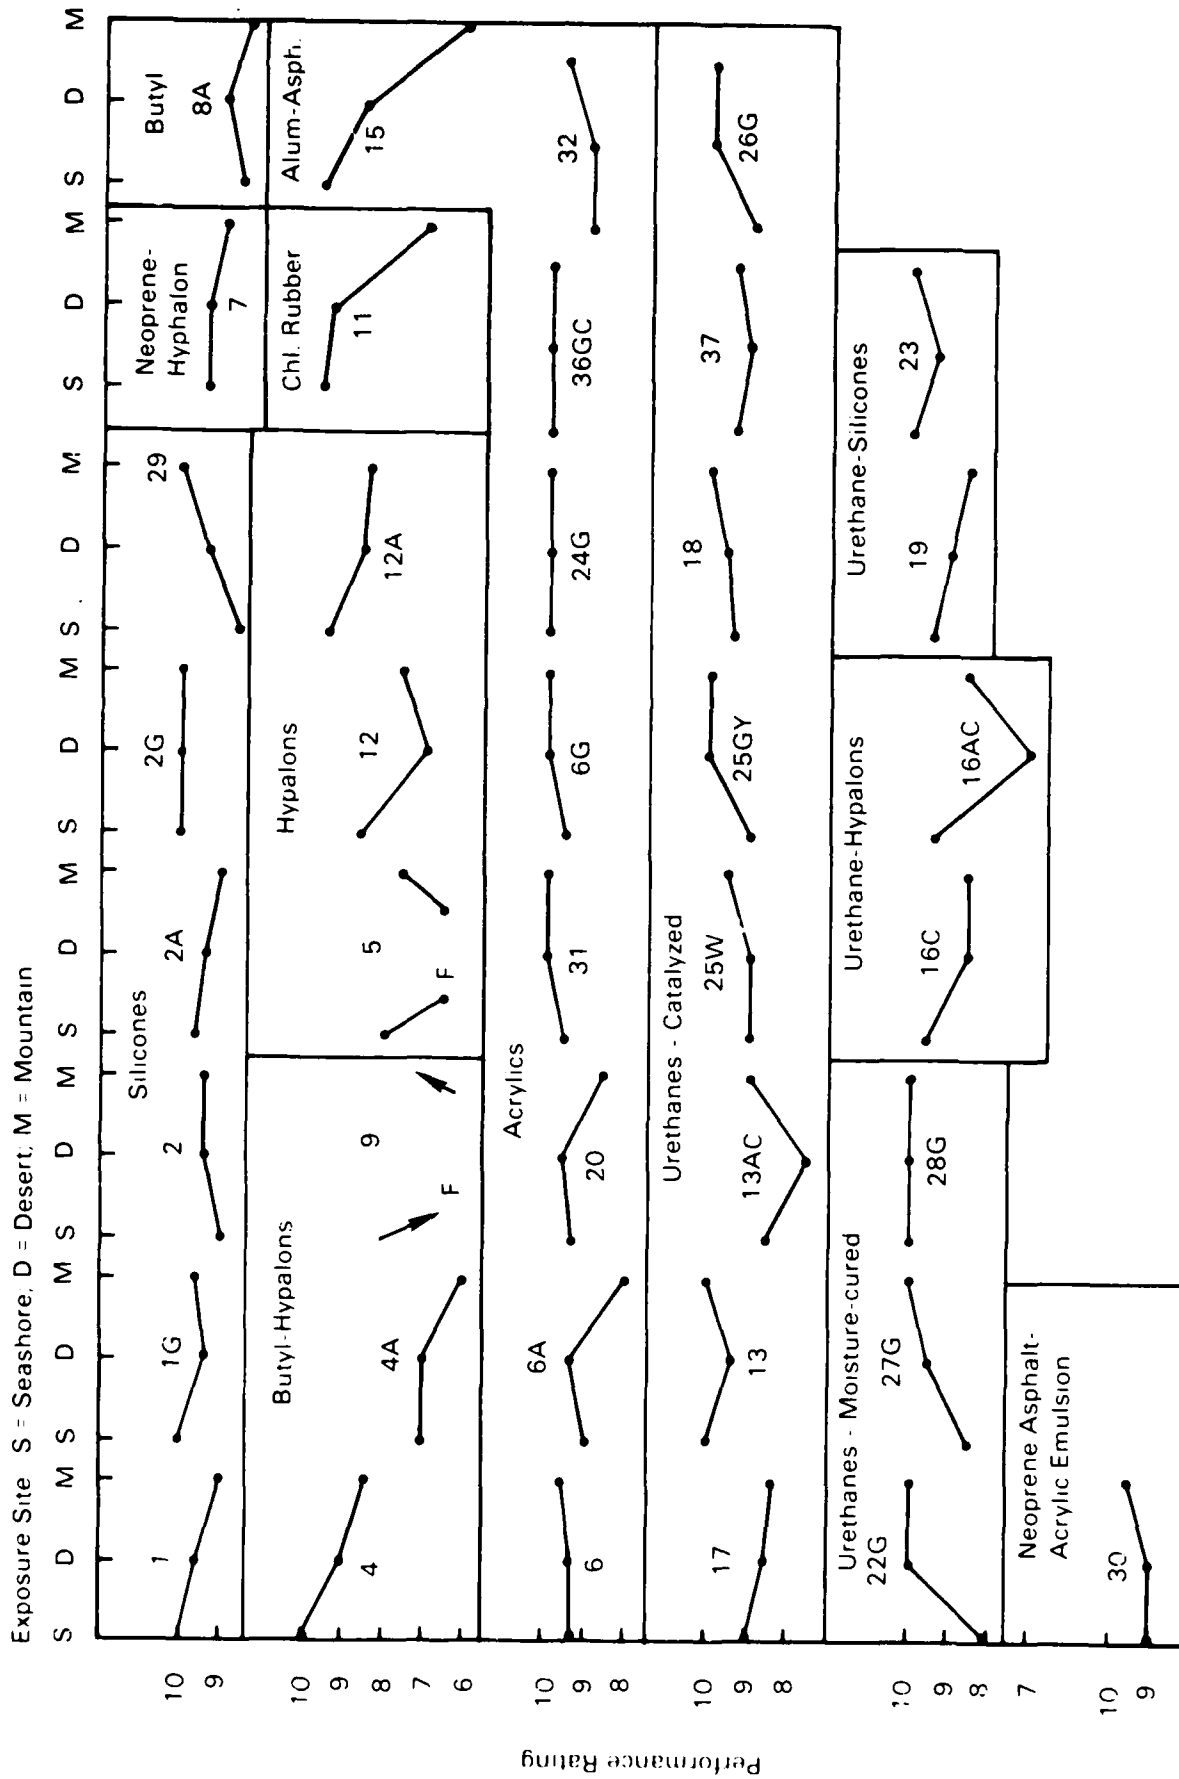 Exposure Site S = Seashore, D = Desert, M = Mountain
S D M S D M S D M S D M S D M S D M S D M S D M
Silicones
1 1G 2 2A 2G 29
Neoprene-
Hyphalon
7
Butyl
8A
10
9
Butyl-Hypalons
4 4A 9 F
Hypalons
5 F 12 12A
Chl. Rubber
11
Alum-Asph.
15
10
9
7
6
Acrylics
6 6A 20 31 6G 24G 36GC 32
10
9
8
Urethanes - Catalyzed
17 13 13AC 25W 25GY 18 37 26G
10
9
8
Urethanes - Moisture-cured
22G 27G 28G
Urethane-Hypalons
16C 16AC
Urethane-Silicones
19 23
10
9
8
7
Neoprene Asphalt-
Acrylic Emulsion
30
10
9
Performance Rating